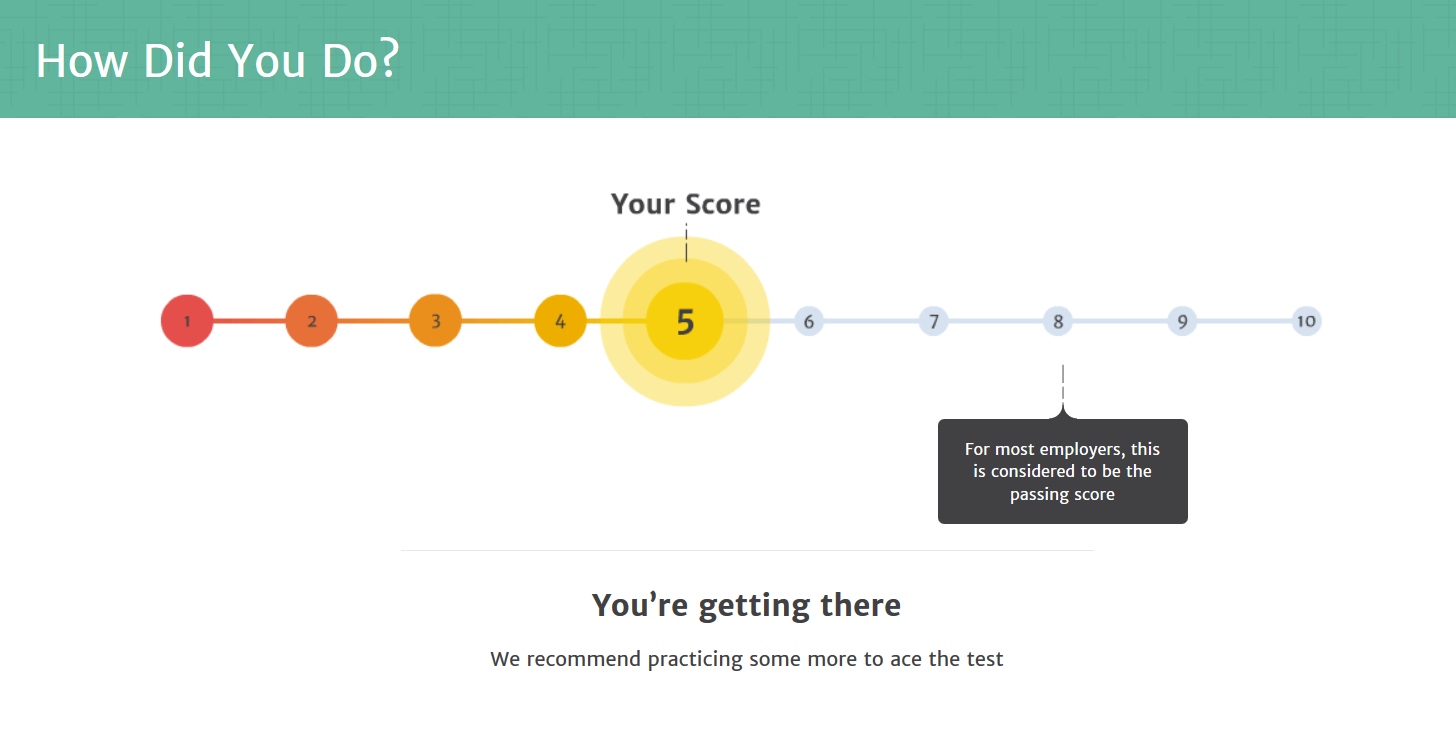 How Did You Do?
Your Score
1 2 3 4 5 6 7 8 9 10
For most employers, this
is considered to be the
passing score
You’re getting there
We recommend practicing some more to ace the test